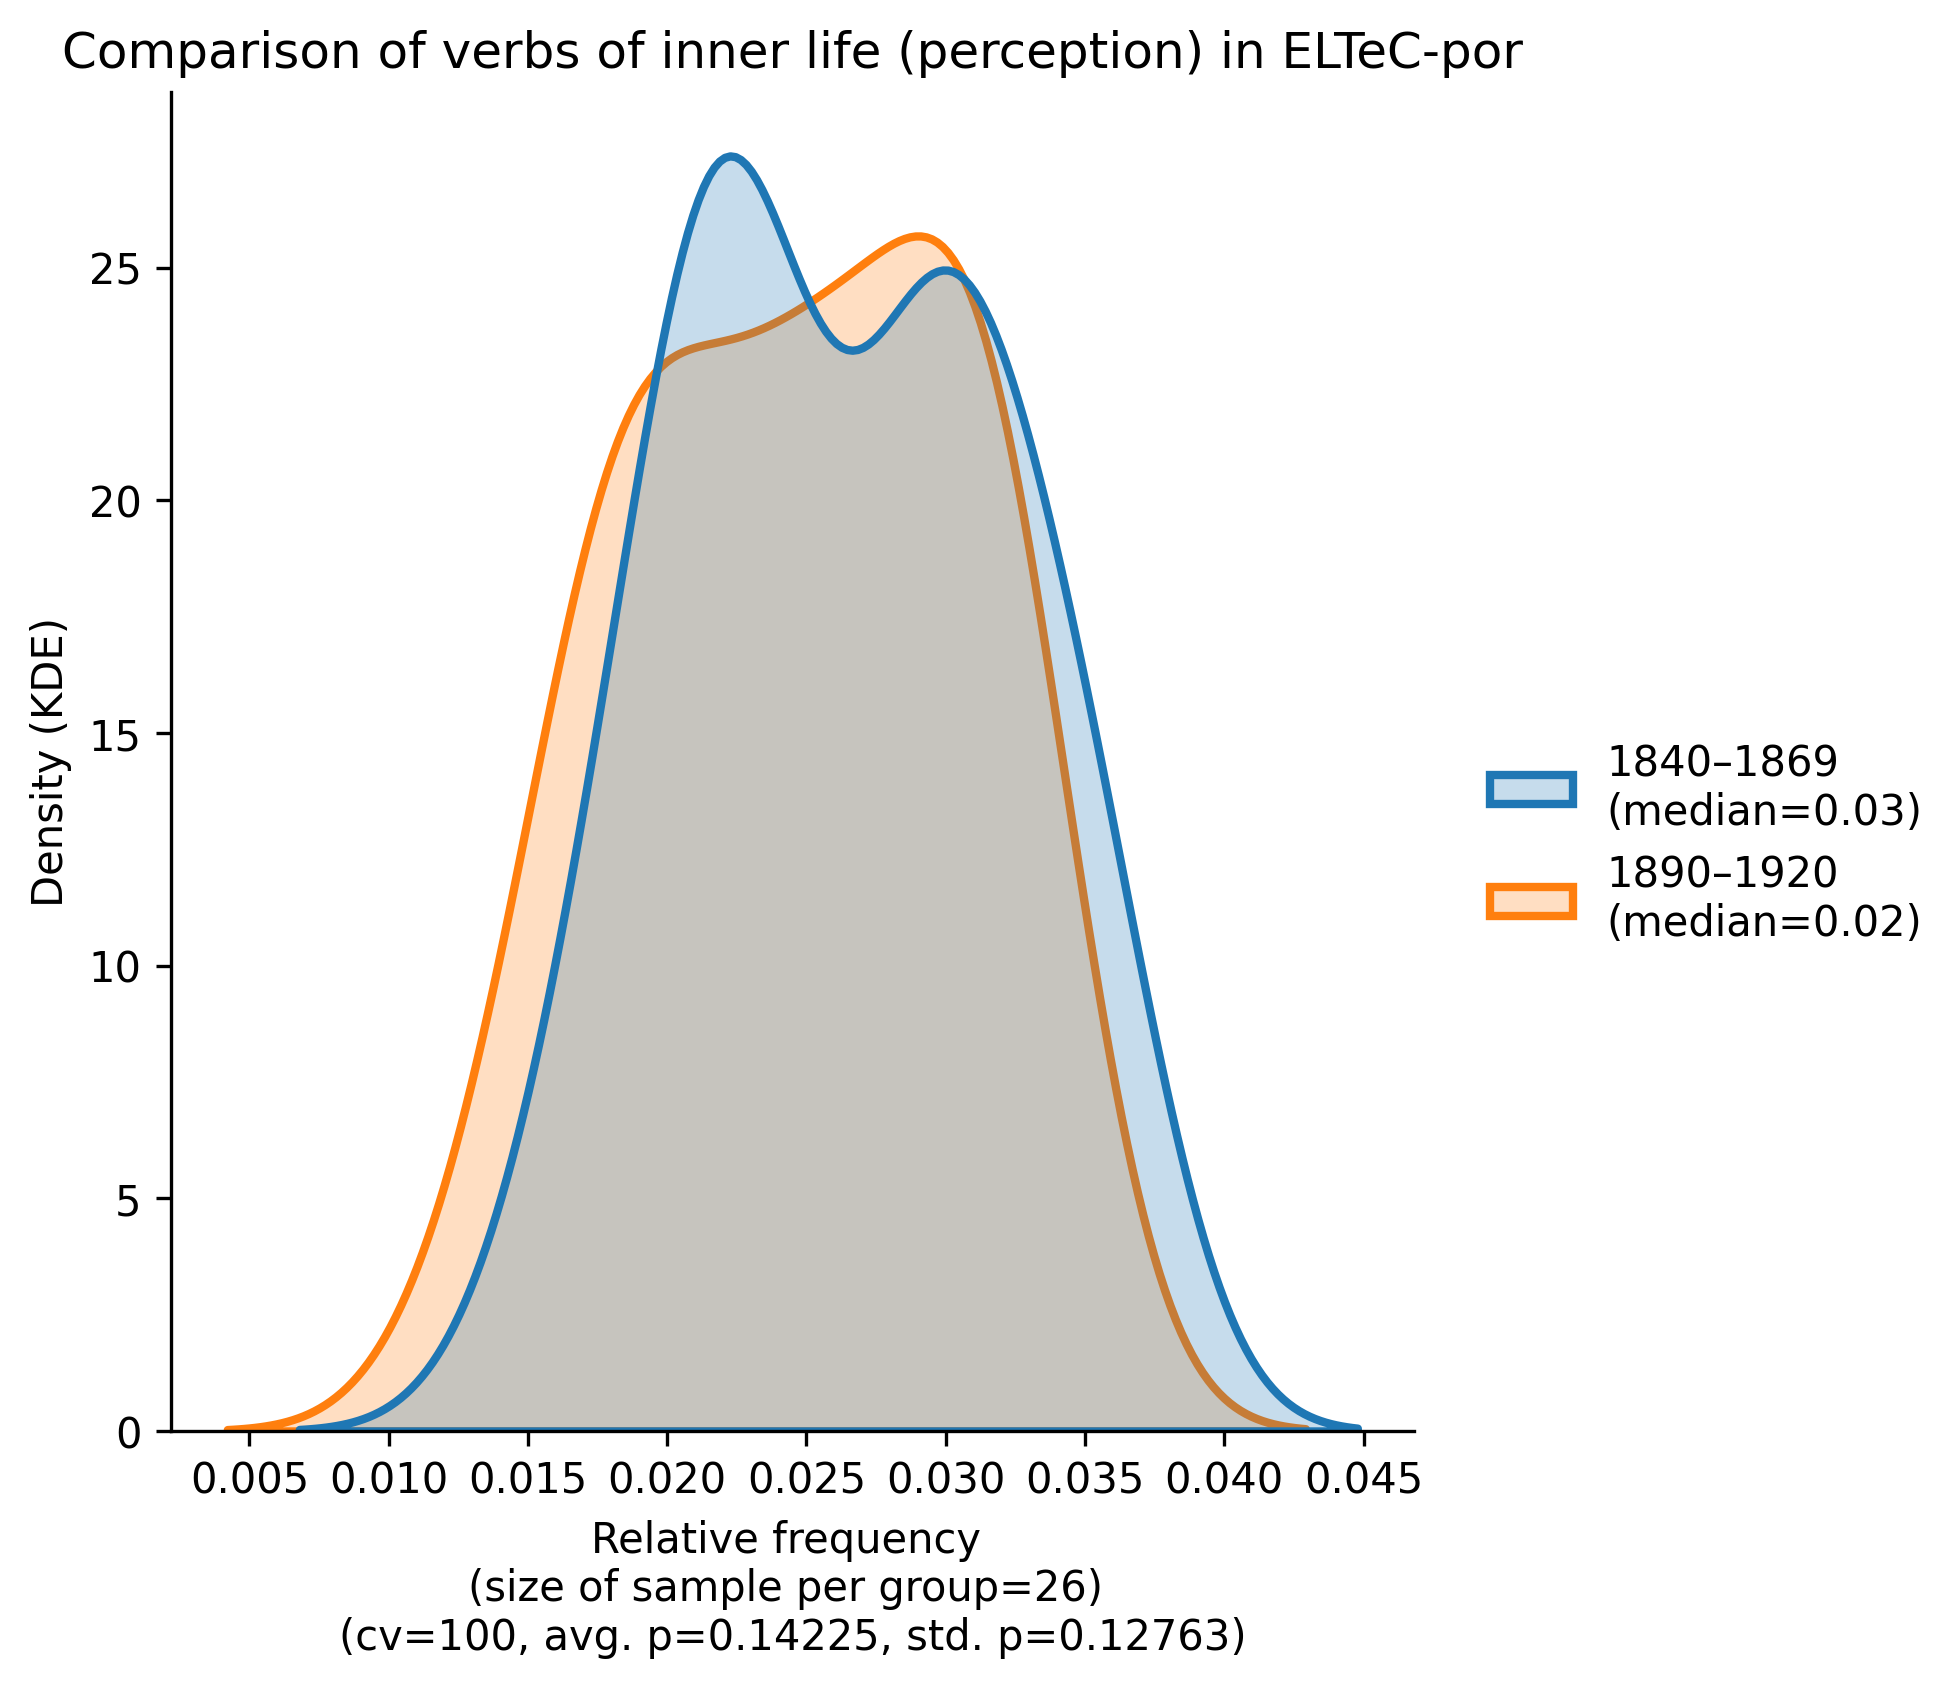 Comparison of verbs of inner life (perception) in ELTeC-por
Density (KDE)
25
20
15
10
5
0
0.005 0.010 0.015 0.020 0.025 0.030 0.035 0.040 0.045
Relative frequency
(size of sample per group=26)
(cv=100, avg. p=0.14225, std. p=0.12763)
1840–1869
(median=0.03)
1890–1920
(median=0.02)